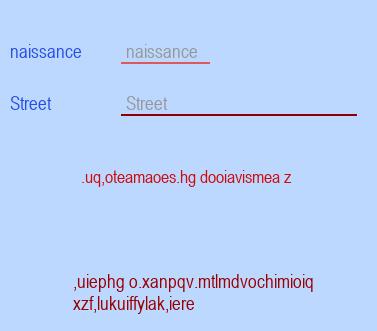 naissance naissance
Street Street
.uq,oteamaoes.hg dooiavismea z
,uiephg o.xanpqv.mtlmdvochimioiq
xzf,lukuiffylak,iere